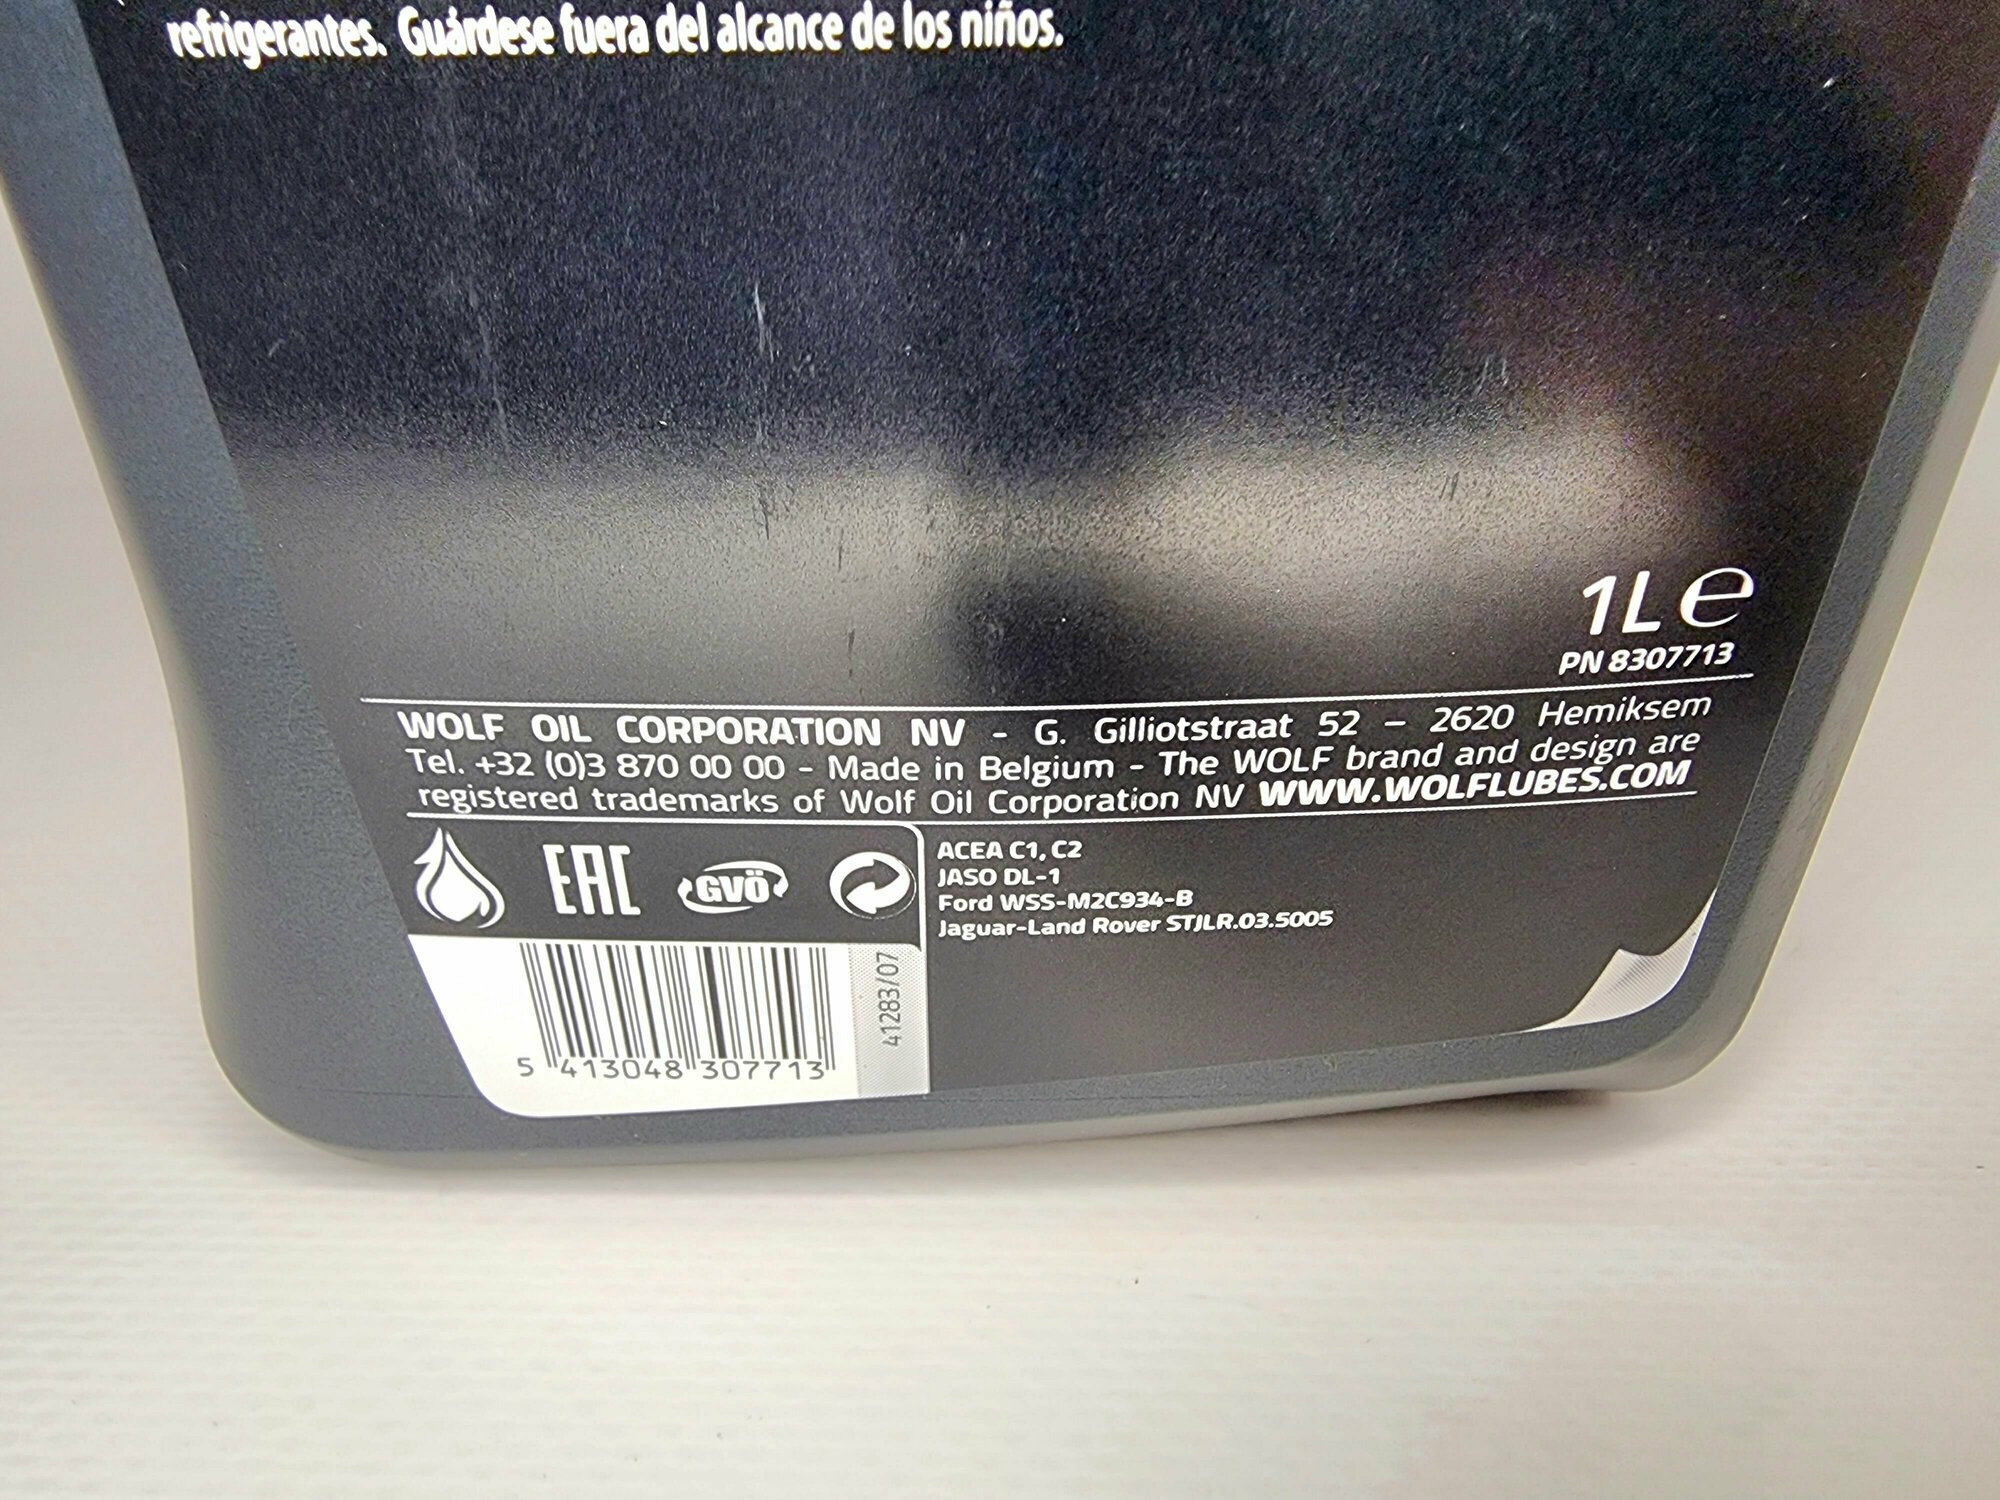 refrigerantes. Guárdese fuera del alcance de los niños.
1L e
PN 8307713
WOLF OIL CORPORATION NV - G. Gilliotstraat 52 – 2620 Hemiksem
Tel. +32 (0)3 870 00 00 - Made in Belgium - The WOLF brand and design are
registered trademarks of Wolf Oil Corporation NV WWW.WOLFLUBES.COM
EAC GVÖ
ACEA C1, C2
JASO DL-1
Ford WSS-M2C934-B
Jaguar-Land Rover STJLR.03.5005
41283/07
5 413048 307713